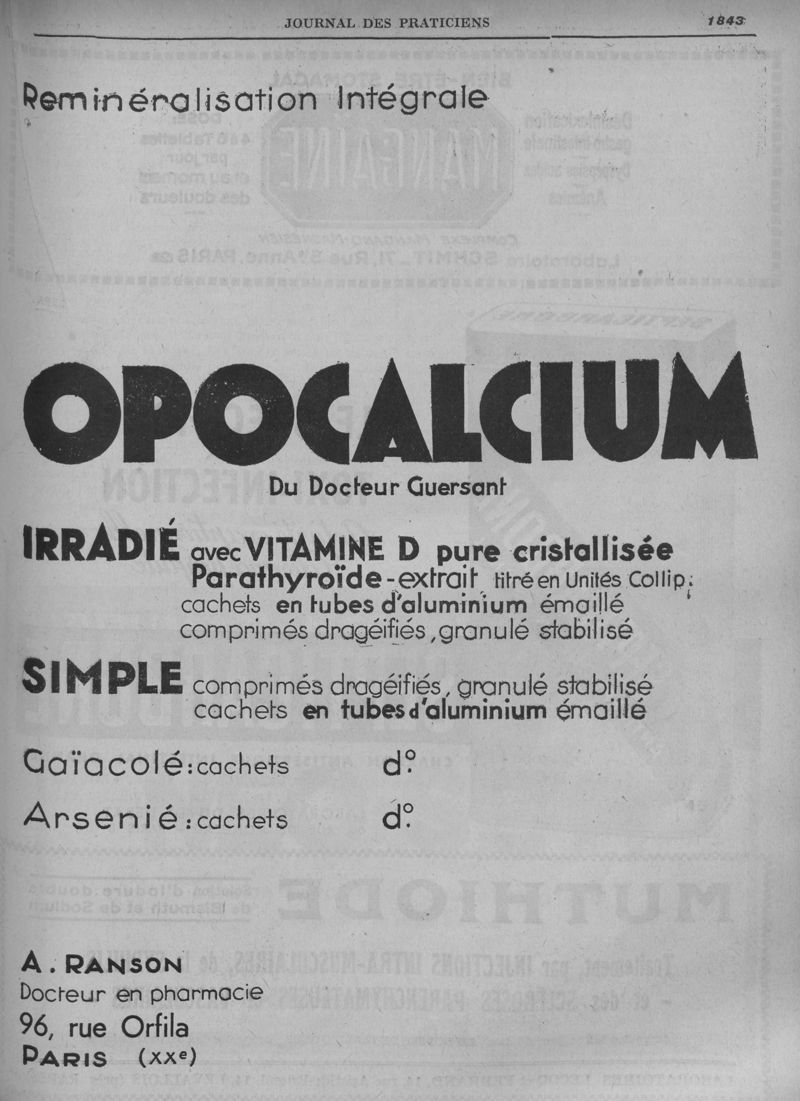 JOURNAL DES PRATICIENS 1843
Reminéralisation Intégrale
OPOCALCIUM
Du Docteur Guersant
IRRADIÉ avec VITAMINE D pure cristallisée
Parathyroïde-extrait titré en Unités Collip.
cachets en tubes d'aluminium émaillé
comprimés dragéifiés, granulé stabilisé
SIMPLE comprimés dragéifiés, granulé stabilisé
cachets en tubes d'aluminium émaillé
Gaïacolé: cachets dº.
Arsenié: cachets dº.
A. RANSON
Docteur en pharmacie
96, rue Orfila
PARIS (XXe)